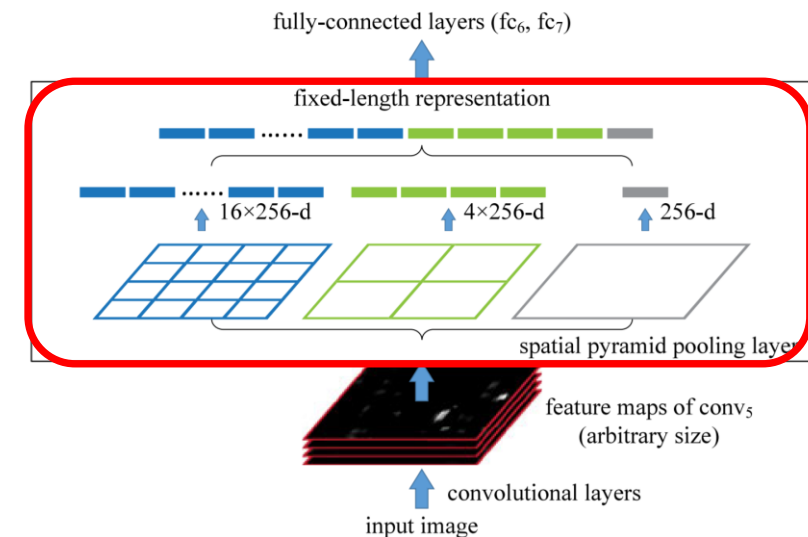 fully-connected layers (fc₆, fc₇)
fixed-length representation
......
......
16×256-d
4×256-d
256-d
spatial pyramid pooling layer
feature maps of conv₅
(arbitrary size)
convolutional layers
input image